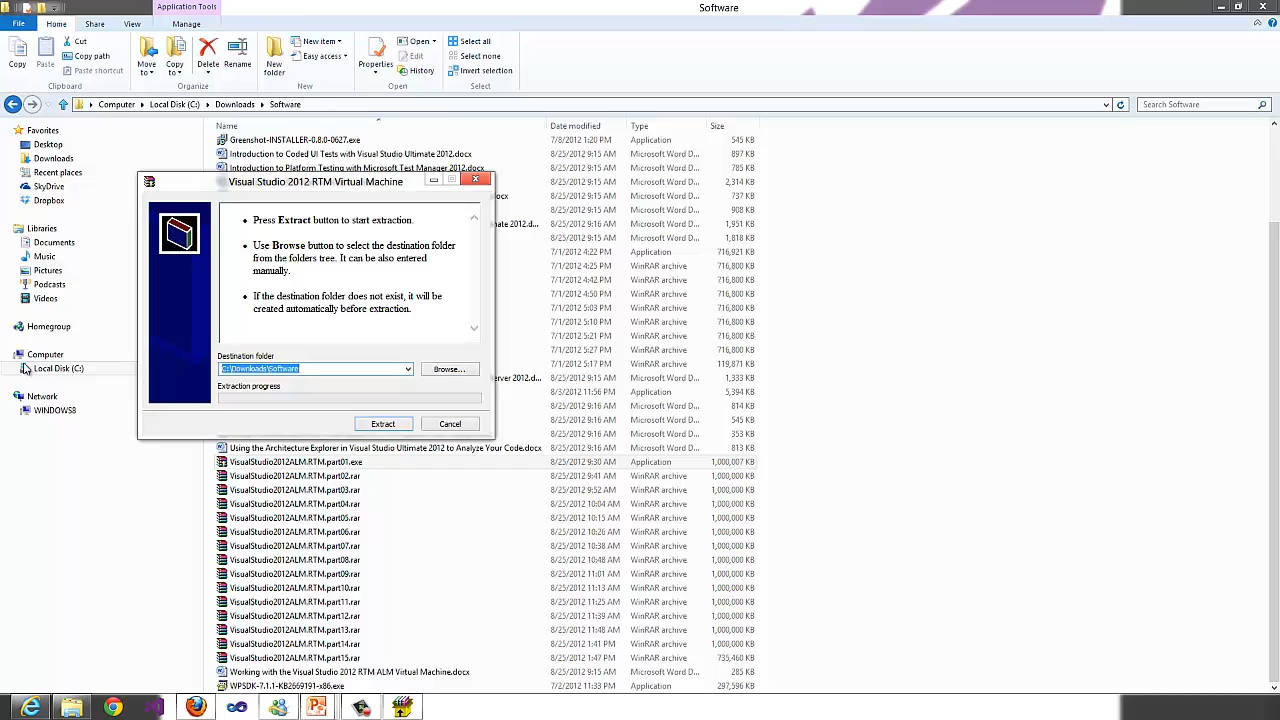 Application Tools
Software
File Home Share View Manage
Copy
Paste
Cut
Copy path
Paste shortcut
Clipboard
Move to
Copy to
Delete
Rename
Organize
New folder
New item
Easy access
New
Properties
Open
Edit
History
Open
Select all
Select none
Invert selection
Select
Computer Local Disk (C:) Downloads Software
Search Software
Favorites
Desktop
Downloads
Recent places
SkyDrive
Dropbox
Libraries
Documents
Music
Pictures
Podcasts
Videos
Homegroup
Computer
Local Disk (C:)
Network
WINDOWS8
Name Date modified Type Size
Greenshot-INSTALLER-0.8.0-0627.exe 7/8/2012 1:20 PM Application 545 KB
Introduction to Coded UI Tests with Visual Studio Ultimate 2012.docx 8/25/2012 9:15 AM Microsoft Word D... 897 KB
Introduction to Platform Testing with Microsoft Test Manager 2012.docx 8/25/2012 9:15 AM Microsoft Word D... 785 KB
8/25/2012 9:15 AM Microsoft Word D... 2,314 KB
ocx 8/25/2012 9:15 AM Microsoft Word D... 737 KB
8/25/2012 9:15 AM Microsoft Word D... 908 KB
nate 2012.d... 8/25/2012 9:15 AM Microsoft Word D... 1,951 KB
8/25/2012 9:15 AM Microsoft Word D... 1,818 KB
7/1/2012 4:22 PM Application 716,921 KB
7/1/2012 4:25 PM WinRAR archive 716,800 KB
7/1/2012 4:42 PM WinRAR archive 716,800 KB
7/1/2012 4:50 PM WinRAR archive 716,800 KB
7/1/2012 5:03 PM WinRAR archive 716,800 KB
7/1/2012 5:10 PM WinRAR archive 716,800 KB
7/1/2012 5:21 PM WinRAR archive 716,800 KB
7/1/2012 5:27 PM WinRAR archive 716,800 KB
7/1/2012 5:17 PM WinRAR archive 119,871 KB
erver 2012.d... 8/25/2012 9:15 AM Microsoft Word D... 1,333 KB
8/3/2012 11:56 PM Application 5,394 KB
8/25/2012 9:16 AM Microsoft Word D... 814 KB
8/25/2012 9:16 AM Microsoft Word D... 545 KB
8/25/2012 9:16 AM Microsoft Word D... 353 KB
Using the Architecture Explorer in Visual Studio Ultimate 2012 to Analyze Your Code.docx 8/25/2012 9:16 AM Microsoft Word D... 813 KB
VisualStudio2012ALM.RTM.part01.exe 8/25/2012 9:30 AM Application 1,000,007 KB
VisualStudio2012ALM.RTM.part02.rar 8/25/2012 9:41 AM WinRAR archive 1,000,000 KB
VisualStudio2012ALM.RTM.part03.rar 8/25/2012 9:52 AM WinRAR archive 1,000,000 KB
VisualStudio2012ALM.RTM.part04.rar 8/25/2012 10:04 AM WinRAR archive 1,000,000 KB
VisualStudio2012ALM.RTM.part05.rar 8/25/2012 10:15 AM WinRAR archive 1,000,000 KB
VisualStudio2012ALM.RTM.part06.rar 8/25/2012 10:26 AM WinRAR archive 1,000,000 KB
VisualStudio2012ALM.RTM.part07.rar 8/25/2012 10:38 AM WinRAR archive 1,000,000 KB
VisualStudio2012ALM.RTM.part08.rar 8/25/2012 10:48 AM WinRAR archive 1,000,000 KB
VisualStudio2012ALM.RTM.part09.rar 8/25/2012 11:01 AM WinRAR archive 1,000,000 KB
VisualStudio2012ALM.RTM.part10.rar 8/25/2012 11:13 AM WinRAR archive 1,000,000 KB
VisualStudio2012ALM.RTM.part11.rar 8/25/2012 11:25 AM WinRAR archive 1,000,000 KB
VisualStudio2012ALM.RTM.part12.rar 8/25/2012 11:39 AM WinRAR archive 1,000,000 KB
VisualStudio2012ALM.RTM.part13.rar 8/25/2012 11:48 AM WinRAR archive 1,000,000 KB
VisualStudio2012ALM.RTM.part14.rar 8/25/2012 1:41 PM WinRAR archive 1,000,000 KB
VisualStudio2012ALM.RTM.part15.rar 8/25/2012 1:47 PM WinRAR archive 735,460 KB
Working with the Visual Studio 2012 RTM ALM Virtual Machine.docx 8/25/2012 9:15 AM Microsoft Word D... 285 KB
WPSDK-7.1.1-KB2669191-x86.exe 7/2/2012 11:33 PM Application 297,596 KB
Visual Studio 2012 RTM Virtual Machine
Press Extract button to start extraction.
Use Browse button to select the destination folder from the folders tree. It can be also entered manually.
If the destination folder does not exist, it will be created automatically before extraction.
Destination folder
C:\Downloads\Software
Browse...
Extraction progress
Extract
Cancel